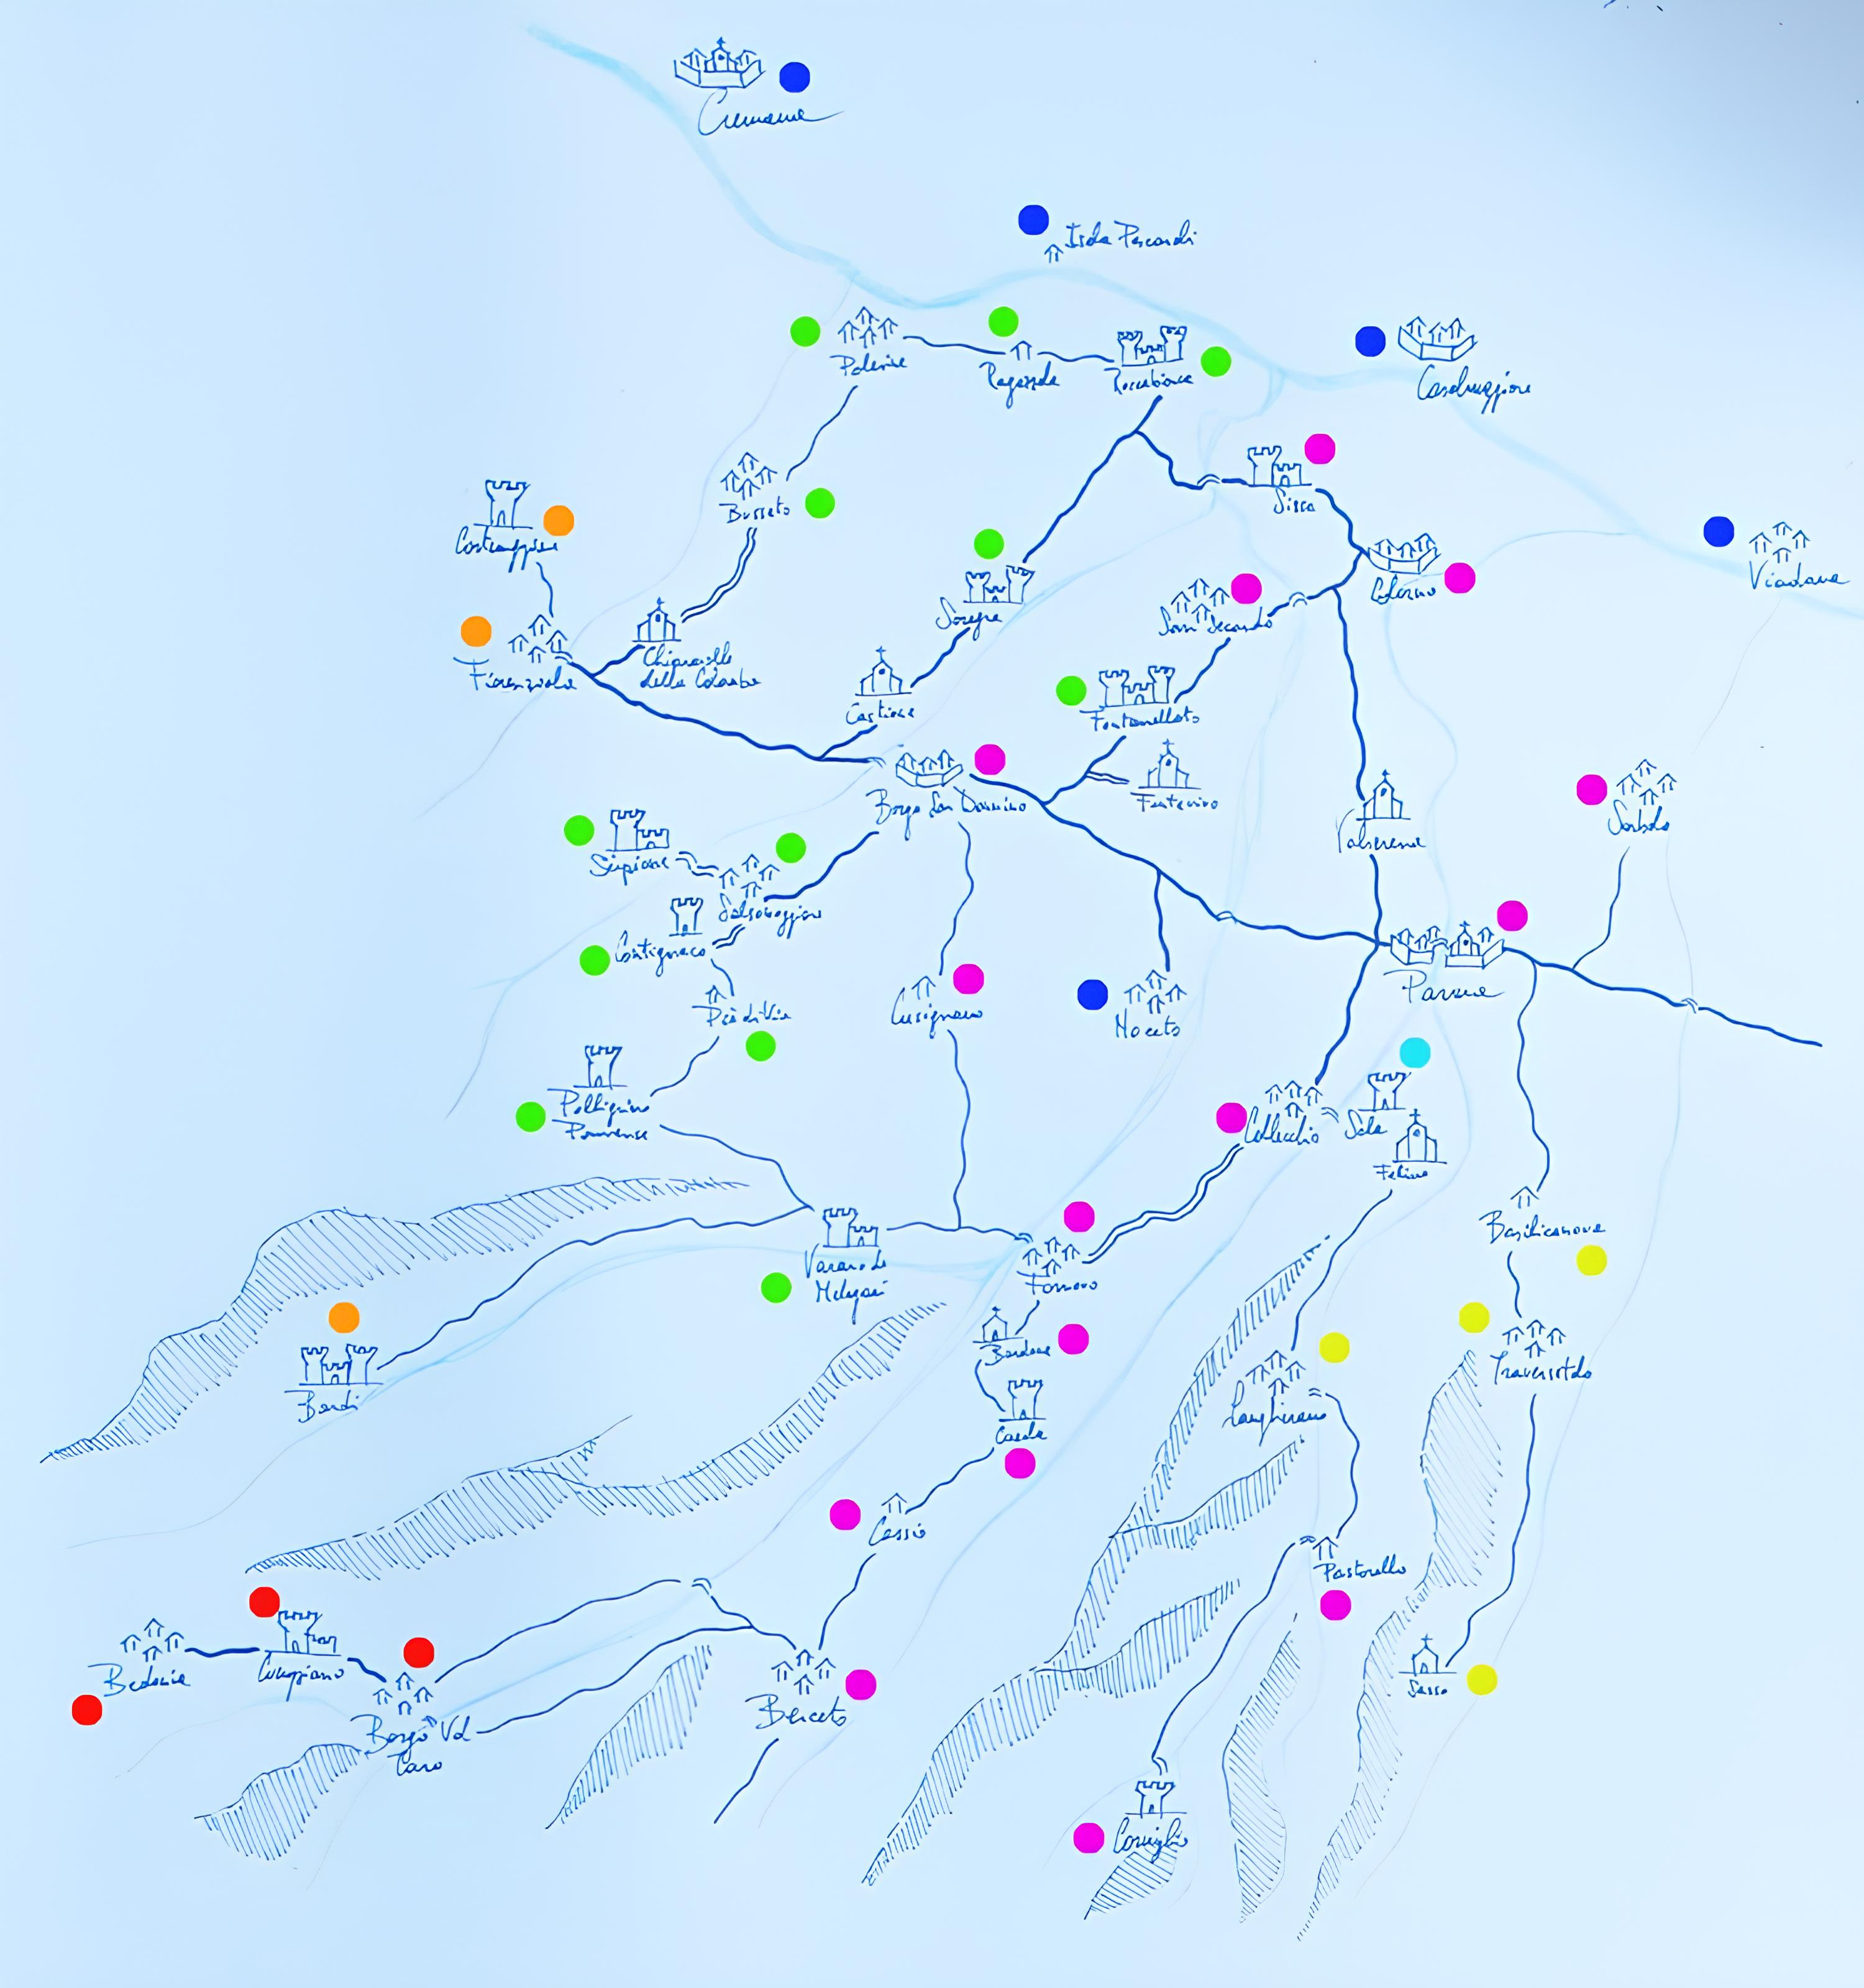 Cremona
Isola Pescaroli
Polesine
Ragazzola
Roccabianca
Casalmaggiore
Busseto
Sissa
Castellarquato
Soragna
San Secondo
Colorno
Viadana
Fiorenzuola
Chiaravalle
della Colomba
Castione
Fontanellato
Borgo San Donnino
Fontevivo
Sorbolo
Scipione
Valserena
Salsomaggiore
Contignaco
Parma
Piè di Via
Cusignano
Noceto
Pellegrino
Parmense
Collecchio
Sala
Felino
Basilicanova
Varano de
Melegari
Fornovo
Bardone
Traversetolo
Bardi
Langhirano
Casola
Cassio
Pastorello
Bedonia
Compiano
Sasso
Berceto
Borgo Val
Taro
Corniglio